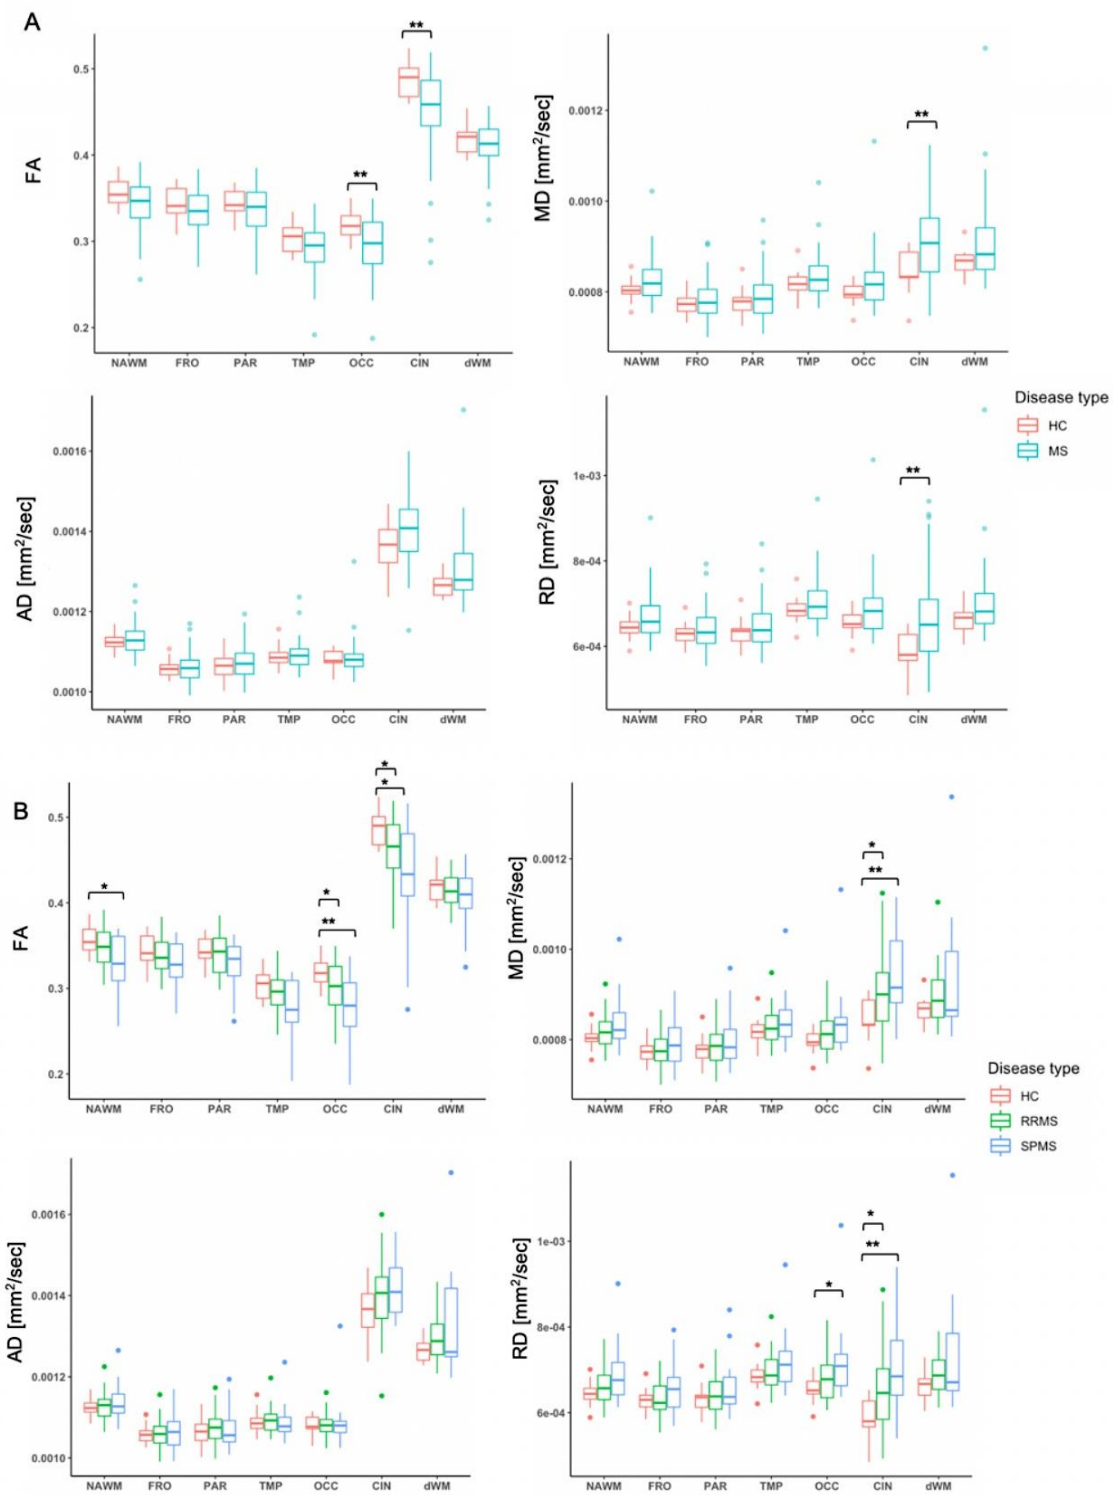 A
**
**
FA
0.5
0.4
0.3
0.2
NAWM FRO PAR TMP OCC CIN dWM
**
MD [mm²/sec]
0.0012
0.0010
0.0008
NAWM FRO PAR TMP OCC CIN dWM
AD [mm²/sec]
0.0016
0.0014
0.0012
0.0010
NAWM FRO PAR TMP OCC CIN dWM
**
RD [mm²/sec]
1e-03
8e-04
6e-04
NAWM FRO PAR TMP OCC CIN dWM
Disease type
HC
MS
B
*
*
*
*
**
FA
0.5
0.4
0.3
0.2
NAWM FRO PAR TMP OCC CIN dWM
*
**
MD [mm²/sec]
0.0012
0.0010
0.0008
NAWM FRO PAR TMP OCC CIN dWM
Disease type
HC
RRMS
SPMS
AD [mm²/sec]
0.0016
0.0014
0.0012
0.0010
NAWM FRO PAR TMP OCC CIN dWM
*
**
*
RD [mm²/sec]
1e-03
8e-04
6e-04
NAWM FRO PAR TMP OCC CIN dWM